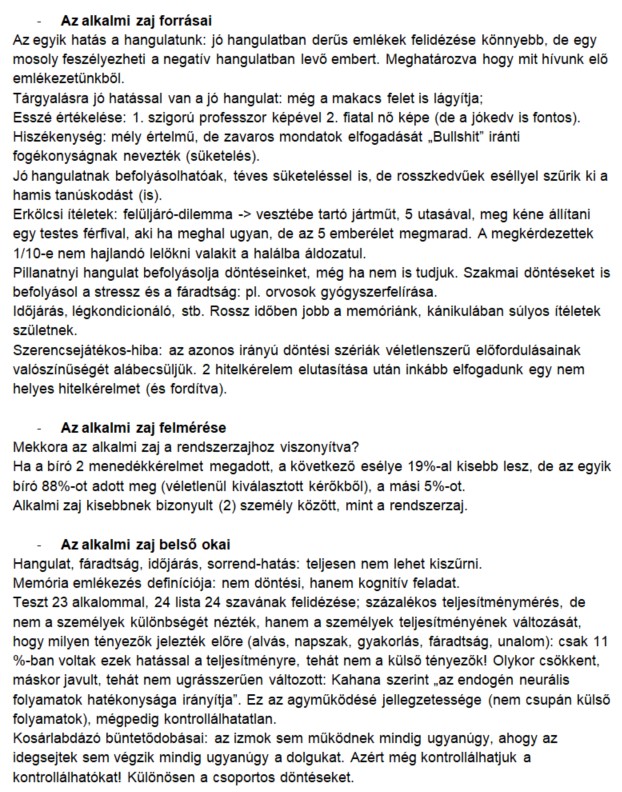 - Az alkalmi zaj forrásai
Az egyik hatás a hangulatunk: jó hangulatban derűs emlékek felidézése könnyebb, de egy
mosoly feszélyezheti a negatív hangulatban levő embert. Meghatározva hogy mit hívunk elő
emlékezetünkből.
Tárgyalásra jó hatással van a jó hangulat: még a makacs felet is lágyítja;
Esszé értékelése: 1. szigorú professzor képével 2. fiatal nő képe (de a jókedv is fontos).
Hiszékenység: mély értelmű, de zavaros mondatok elfogadását „Bullshit” iránti
fogékonyságnak nevezték (süketelés).
Jó hangulatnak befolyásolhatóak, téves süketeléssel is, de rosszkedvűek eséllyel szűrik ki a
hamis tanúskodást (is).
Erkölcsi ítéletek: felüljáró-dilemma -> vesztébe tartó jártműt, 5 utasával, meg kéne állítani
egy testes férfival, aki ha meghal ugyan, de az 5 emberélet megmarad. A megkérdezettek
1/10-e nem hajlandó lelökni valakit a halálba áldozatul.
Pillanatnyi hangulat befolyásolja döntéseinket, még ha nem is tudjuk. Szakmai döntéseket is
befolyásol a stressz és a fáradtság: pl. orvosok gyógyszerfelírása.
Időjárás, légkondicionáló, stb. Rossz időben jobb a memóriánk, kánikulában súlyos ítéletek
születnek.
Szerencsejátékos-hiba: az azonos irányú döntési szériák véletlenszerű előfordulásainak
valószínűségét alábecsüljük. 2 hitelkérelem elutasítása után inkább elfogadunk egy nem
helyes hitelkérelmet (és fordítva).
- Az alkalmi zaj felmérése
Mekkora az alkalmi zaj a rendszerzajhoz viszonyítva?
Ha a bíró 2 menedékkérelmet megadott, a következő esélye 19%-al kisebb lesz, de az egyik
bíró 88%-ot adott meg (véletlenül kiválasztott kérőkből), a mási 5%-ot.
Alkalmi zaj kisebbnek bizonyult (2) személy között, mint a rendszerzaj.
- Az alkalmi zaj belső okai
Hangulat, fáradtság, időjárás, sorrend-hatás: teljesen nem lehet kiszűrni.
Memória emlékezés definíciója: nem döntési, hanem kognitív feladat.
Teszt 23 alkalommal, 24 lista 24 szavának felidézése; százalékos teljesítménymérés, de
nem a személyek különbségét nézték, hanem a személyek teljesítményének változását,
hogy milyen tényezők jelezték előre (alvás, napszak, gyakorlás, fáradtság, unalom): csak 11
%-ban voltak ezek hatással a teljesítményre, tehát nem a külső tényezők! Olykor csökkent,
máskor javult, tehát nem ugrásszerűen változott: Kahana szerint „az endogén neurális
folyamatok hatékonysága irányítja”. Ez az agyműködésé jellegzetessége (nem csupán külső
folyamatok), mégpedig kontrollálhatatlan.
Kosárlabdázó büntetődobásai: az izmok sem működnek mindig ugyanúgy, ahogy az
idegsejtek sem végzik mindig ugyanúgy a dolgukat. Azért még kontrollálhatjuk a
kontrollálhatókat! Különösen a csoportos döntéseket.